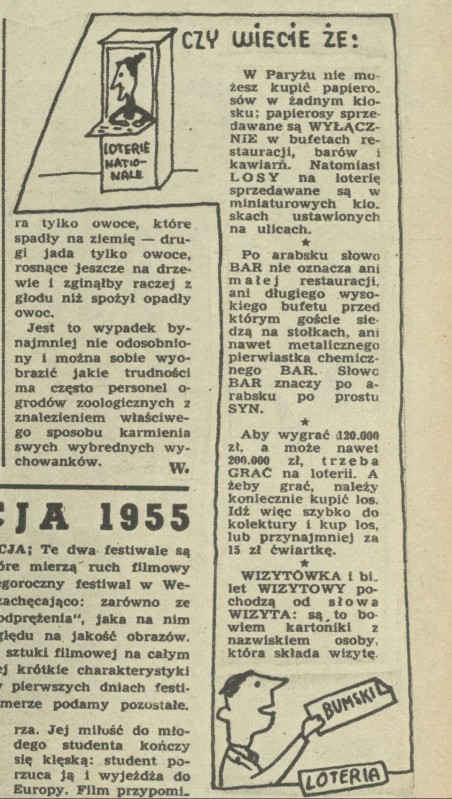 CZY WIECIE ŻE:
LOTERIE
NATIO-
NALE
W Paryżu nie mo-
żesz kupić papiero-
sów w żadnym kio-
sku; papierosy sprze-
dawane są WYŁĄCZ-
NIE w bufetach re-
stauracji, barów i
kawiarń. Natomiast
LOSY na loterię
sprzedawane są w
miniaturowych kio-
skach ustawionych
na ulicach.
★
Po arabsku słowo
BAR nie oznacza ani
małej restauracji,
ani długiego wyso-
kiego bufetu przed
którym goście sie-
dzą na stołkach, ani
nawet metalicznego
pierwiastka chemicz-
nego BAR. Słowo
BAR znaczy po a-
rabsku po prostu
SYN.
★
Aby wygrać 120.000
zł, a może nawet
200.000 zł, trzeba
GRAĆ na loterii. A
żeby grać, należy
koniecznie kupić los.
Idź więc szybko do
kolektury i kup los,
lub przynajmniej za
15 zł ćwiartkę.
★
WIZYTÓWKA i bi-
let WIZYTOWY po-
chodzą od słowa
WIZYTA: są to bo-
wiem kartoniki z
nazwiskiem osoby,
która składa wizytę.
BUMSKI
LOTERIA
ra tylko owoce, które
spadły na ziemię — dru-
gi jada tylko owoce,
rosnące jeszcze na drze-
wie i zginąłby raczej z
głodu niż spożył opadły
owoc.
Jest to wypadek by-
najmniej nie odosobnio-
ny i można sobie wyo-
brazić jakie trudności
ma często personel o-
grodów zoologicznych z
znalezieniem właściwe-
go sposobu karmienia
swych wybrednych wy-
chowanków.
W.
CJA 1955
CJA; Te dwa festiwale są
óre mierzą ruch filmowy
egoroczny festiwal w We-
zachęcająco: zarówno ze
odprężenia“, jaka na nim
ględu na jakość obrazów.
sztuki filmowej na całym
ej krótkie charakterystyki
w pierwszych dniach festi-
merze podamy pozostałe.
rza. Jej miłość do mło-
dego studenta kończy
się klęską: student po-
rzuca ją i wyjeżdża do
Europy. Film przypomi-